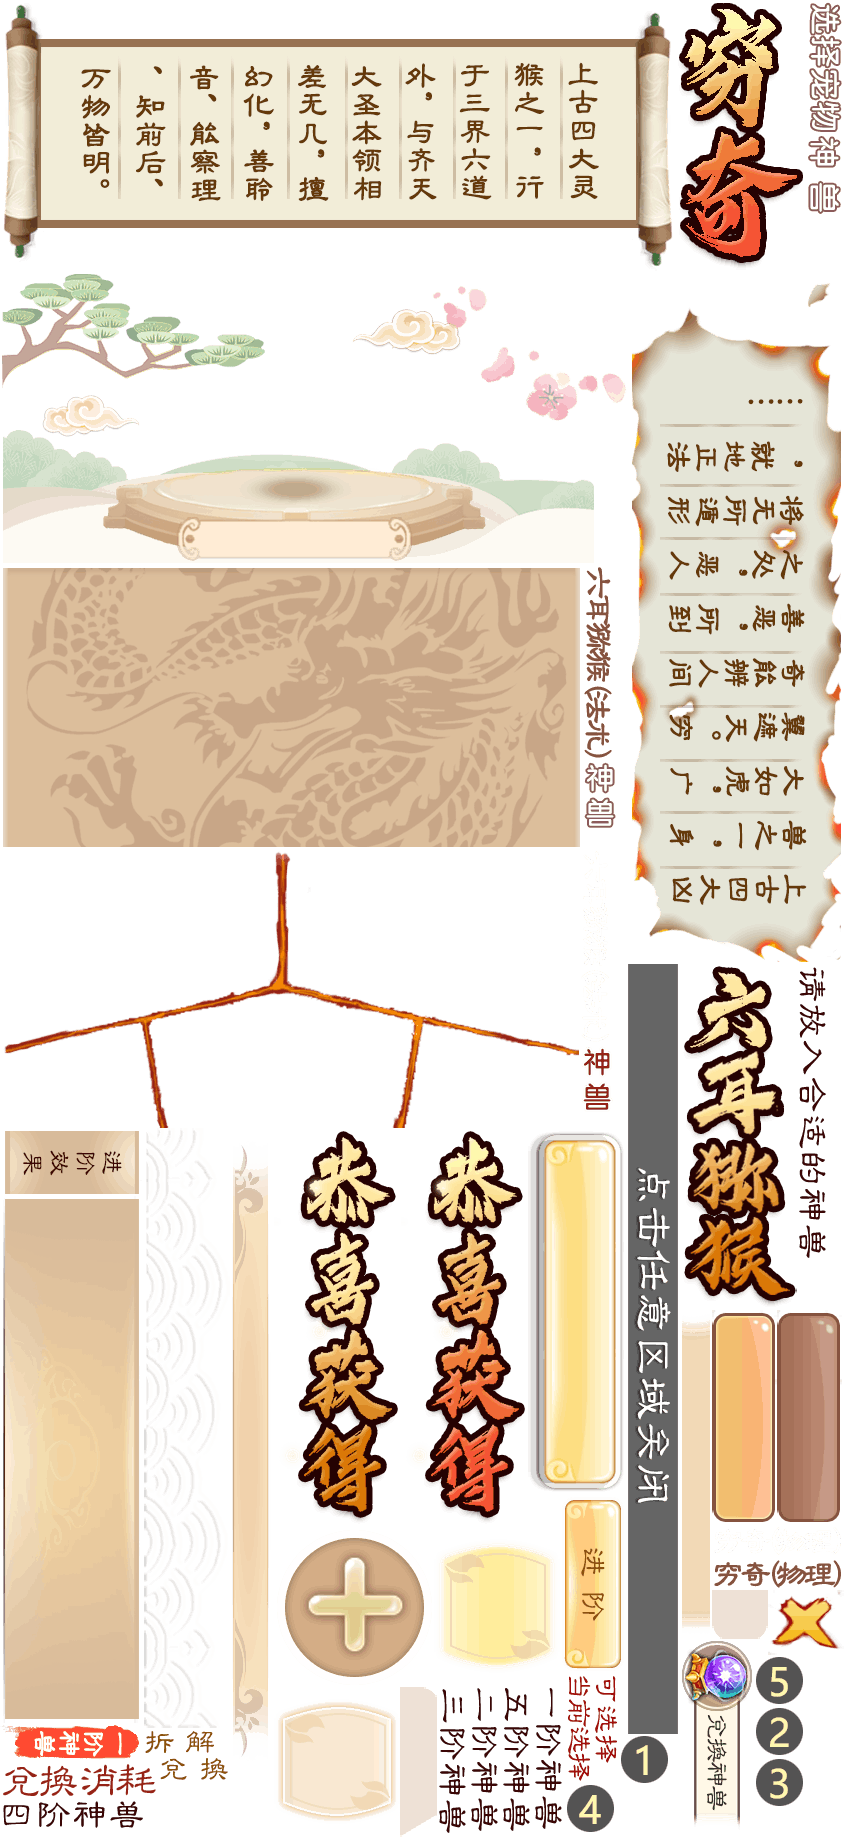 上古四大灵
猴之一，行
于三界六道
外，与齐天
大圣本领相
差无几，擅
幻化，善聆
音、能察理
、知前后、
万物皆明。
穷奇
选择宠物神兽
上古四大凶
兽之一，身
大如虎，广
翼遮天。穷
奇能辨人间
善恶，所到
之处，恶人
将无所遁形
，就地正法
……
六耳猕猴(法术)
神兽
神兽
六耳猕猴
请放入合适的神兽
点击任意区域关闭
进阶效果
恭喜获得
恭喜获得
进阶
穷奇(物理)
兑换神兽
5
2
3
1
4
可选择
当前选择
一阶神兽
五阶神兽
二阶神兽
三阶神兽
一阶神兽
拆解
兑换
兑换消耗
四阶神兽